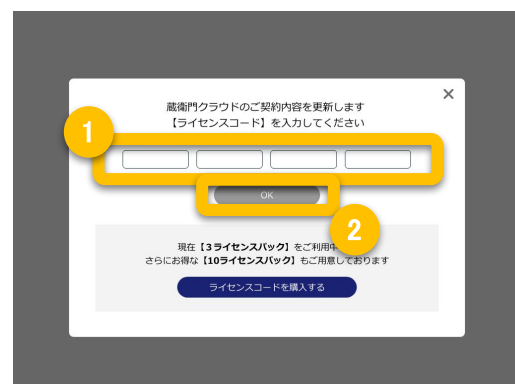 ×
蔵衛門クラウドのご契約内容を更新します
【ライセンスコード】を入力してください
1
OK
2
現在【3ライセンスパック】をご利用中
さらにお得な【10ライセンスパック】もご用意しております
ライセンスコードを購入する